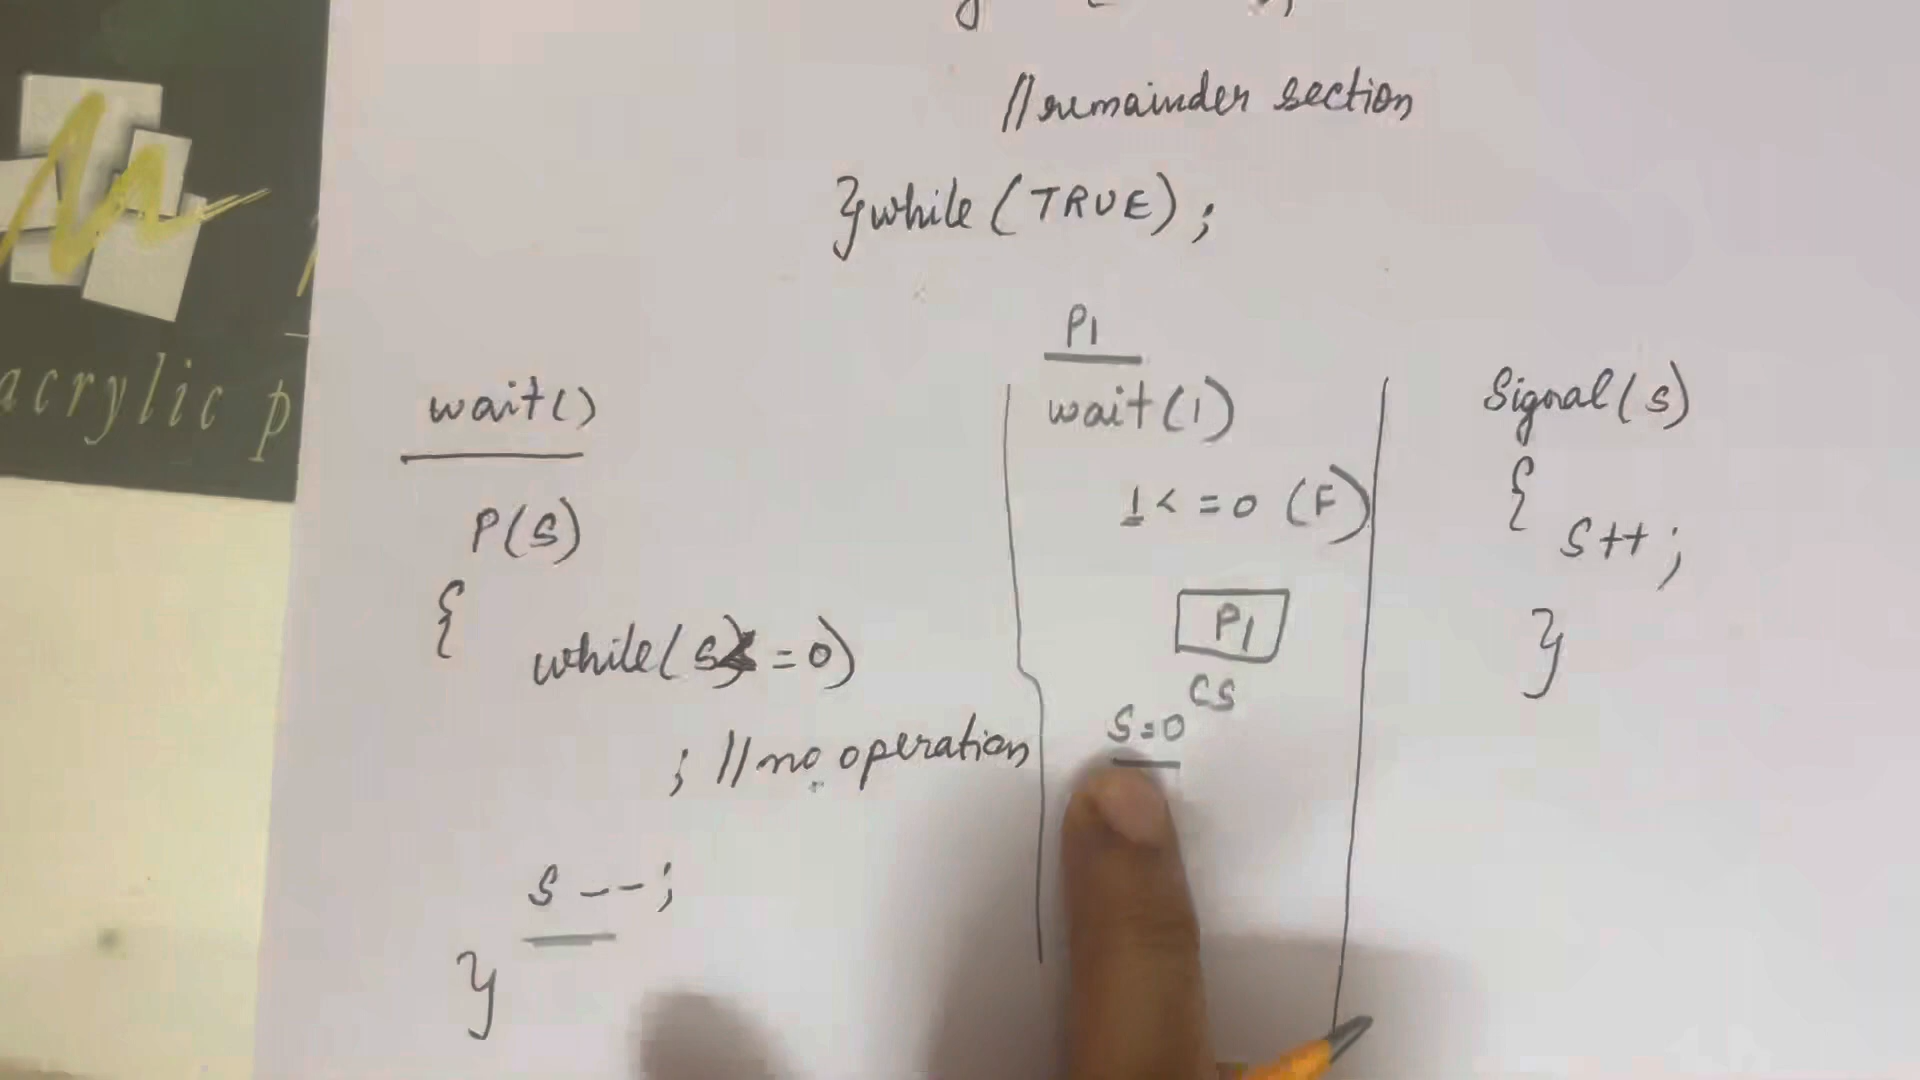 //remainder section
}while(TRUE);
acrylic p
wait()
P(S)
{
while(S<=0)
; //no operation
S--;
}
P1
wait(1)
1<=0 (F)
P1
CS
S=0
Signal(s)
{
S++;
}